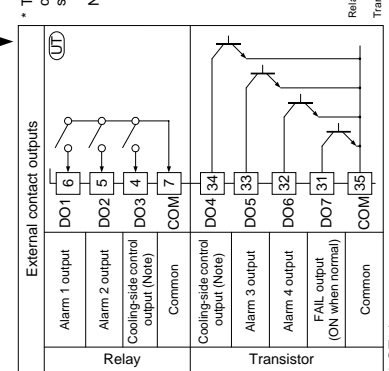 External contact outputs
Relay
Alarm 1 output
DO1
6
Alarm 2 output
DO2
5
Cooling-side control
output (Note)
DO3
4
Common
COM
7
UT
Transistor
Cooling-side control
output (Note)
DO4
34
Alarm 3 output
DO5
33
Alarm 4 output
DO6
32
FAIL output
(ON when normal)
DO7
31
Common
COM
35
*
Rela
Tran